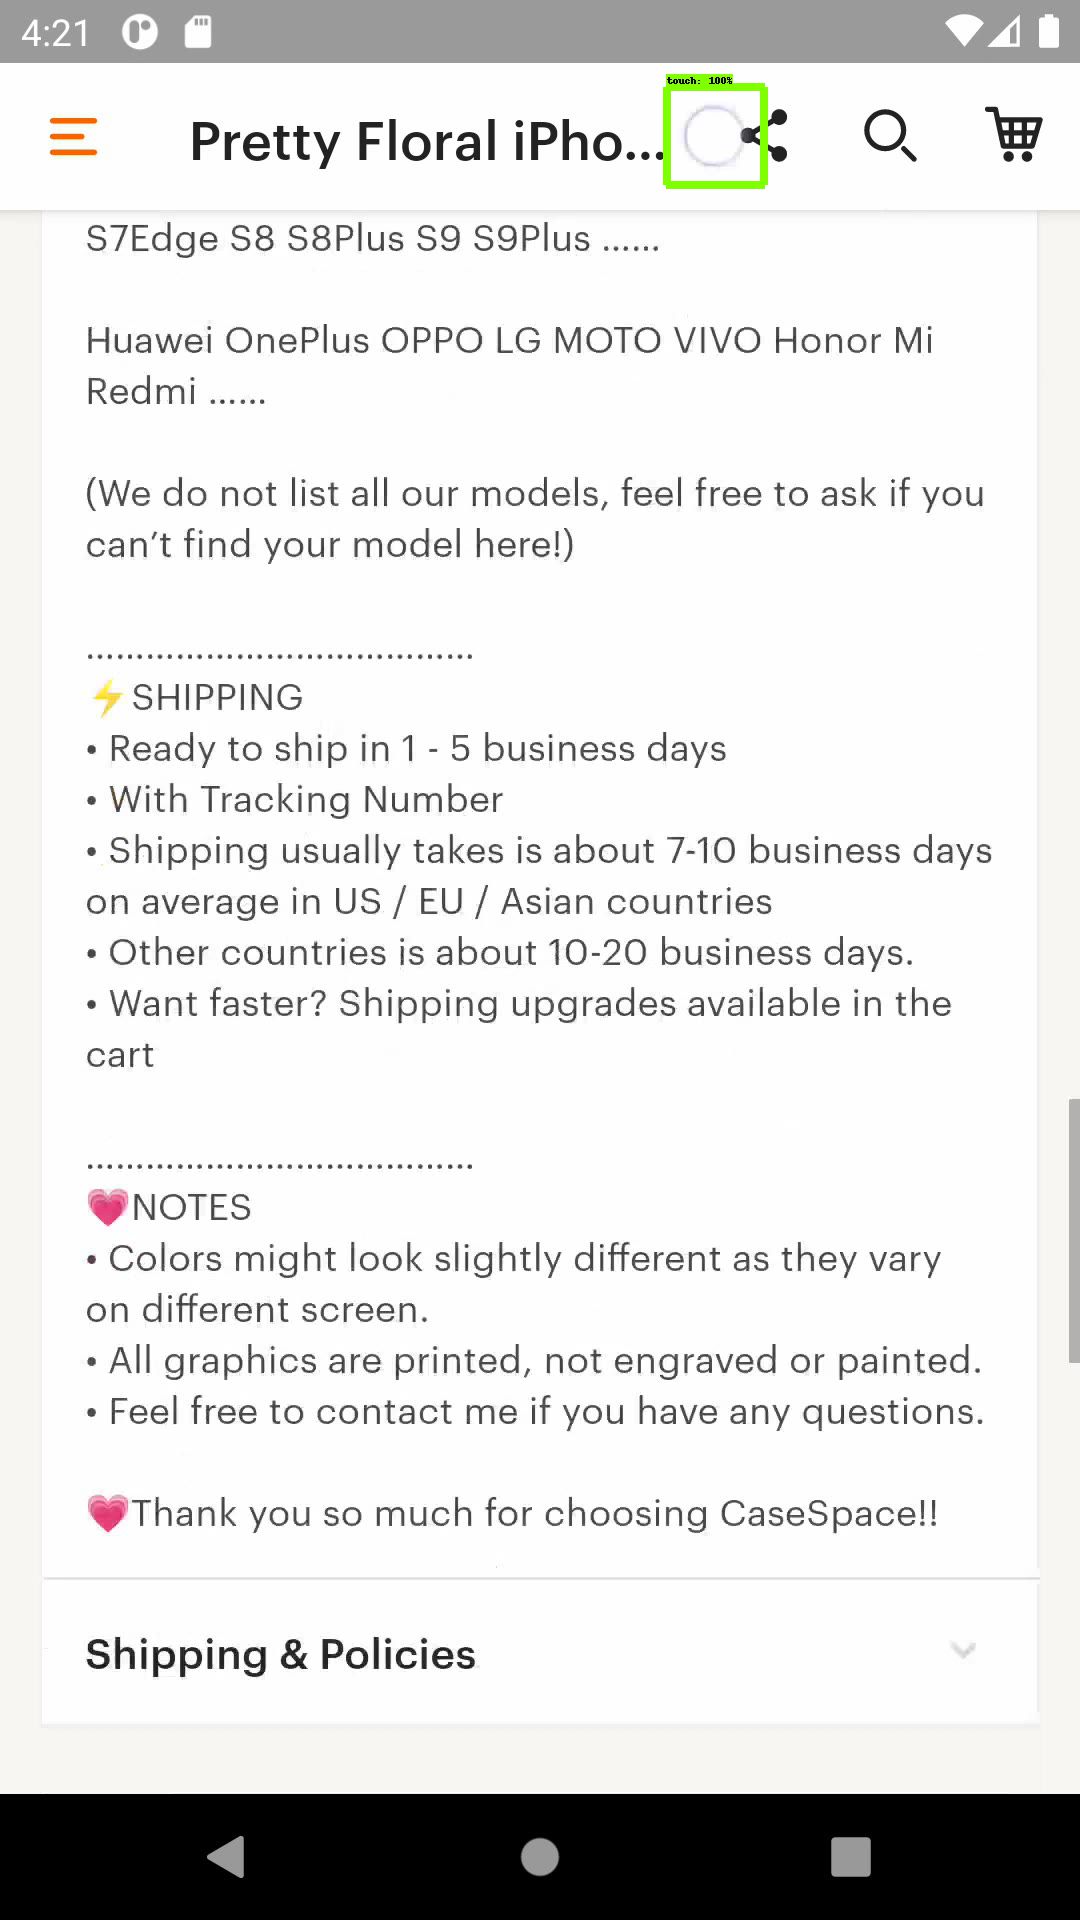 4:21
touch: 100%
Pretty Floral iPho...
S7Edge S8 S8Plus S9 S9Plus ......
Huawei OnePlus OPPO LG MOTO VIVO Honor Mi
Redmi ......
(We do not list all our models, feel free to ask if you
can't find your model here!)
.......................................
⚡SHIPPING
• Ready to ship in 1 - 5 business days
• With Tracking Number
• Shipping usually takes is about 7-10 business days
on average in US / EU / Asian countries
• Other countries is about 10-20 business days.
• Want faster? Shipping upgrades available in the
cart
.......................................
💗NOTES
• Colors might look slightly different as they vary
on different screen.
• All graphics are printed, not engraved or painted.
• Feel free to contact me if you have any questions.
💗Thank you so much for choosing CaseSpace!!
Shipping & Policies